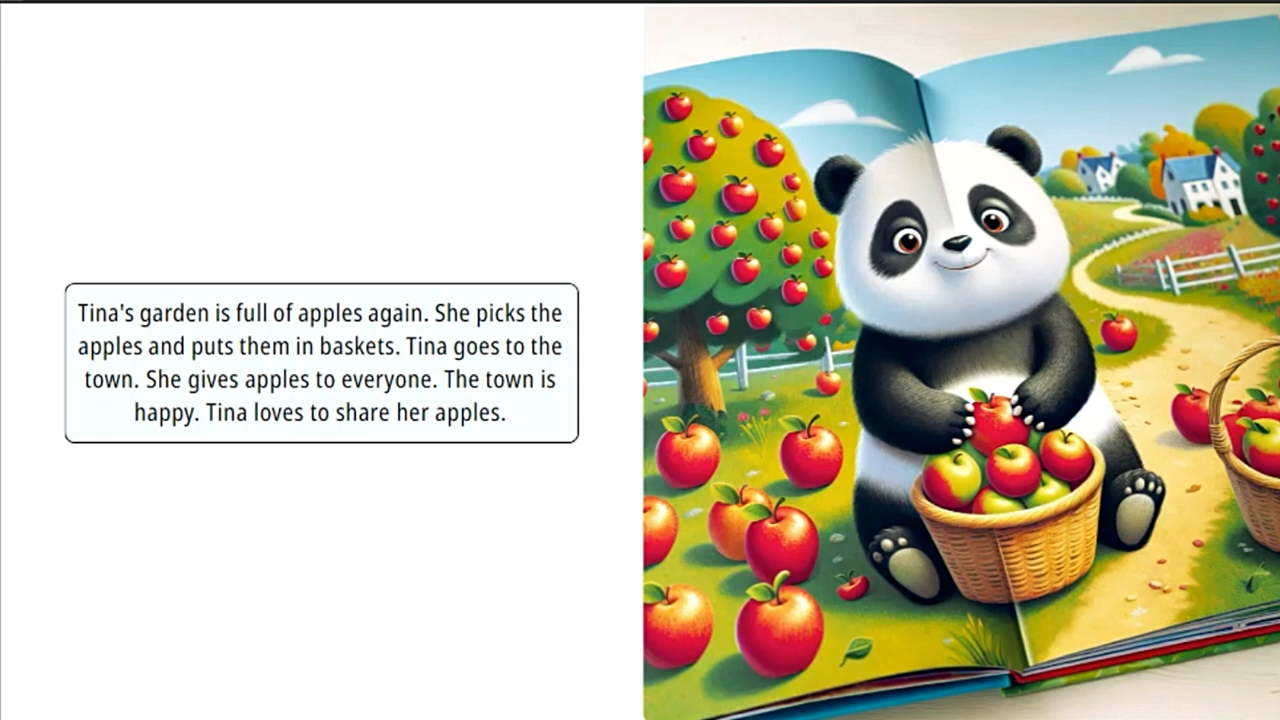 Tina's garden is full of apples again. She picks the
apples and puts them in baskets. Tina goes to the
town. She gives apples to everyone. The town is
happy. Tina loves to share her apples.